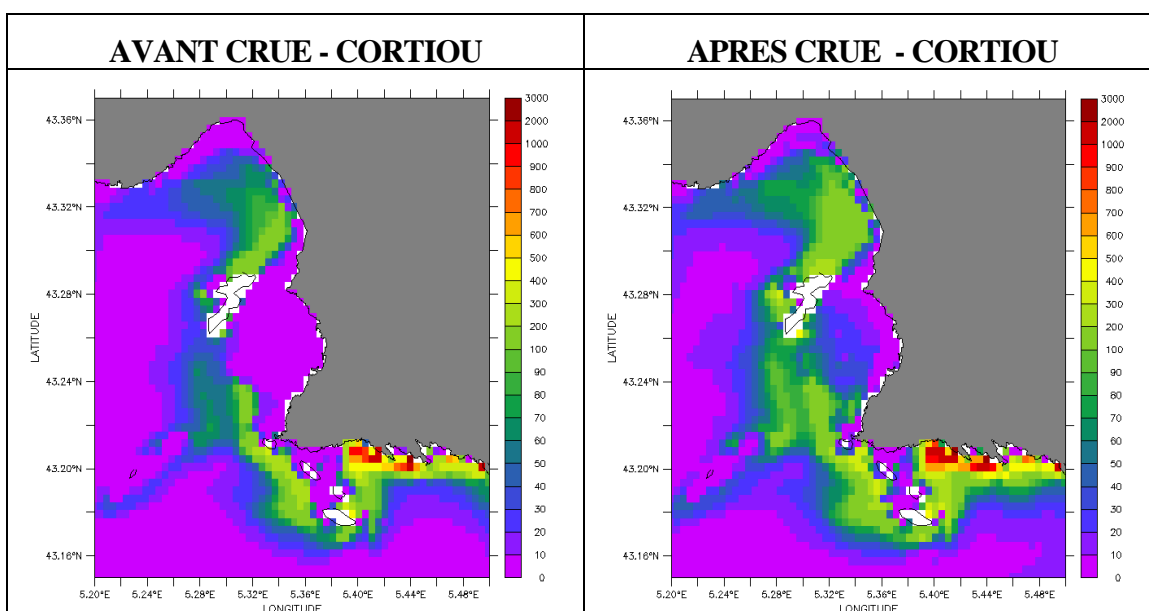 AVANT CRUE - CORTIOU
APRES CRUE - CORTIOU
43.36°N
43.32°N
43.28°N
43.24°N
43.20°N
43.16°N
LATITUDE
5.20°E 5.24°E 5.28°E 5.32°E 5.36°E 5.40°E 5.44°E 5.48°E
LONGITUDE
3000
2000
1000
900
800
700
600
500
400
300
200
100
90
80
70
60
50
40
30
20
10
0
43.36°N
43.32°N
43.28°N
43.24°N
43.20°N
43.16°N
LATITUDE
5.20°E 5.24°E 5.28°E 5.32°E 5.36°E 5.40°E 5.44°E 5.48°E
LONGITUDE
3000
2000
1000
900
800
700
600
500
400
300
200
100
90
80
70
60
50
40
30
20
10
0